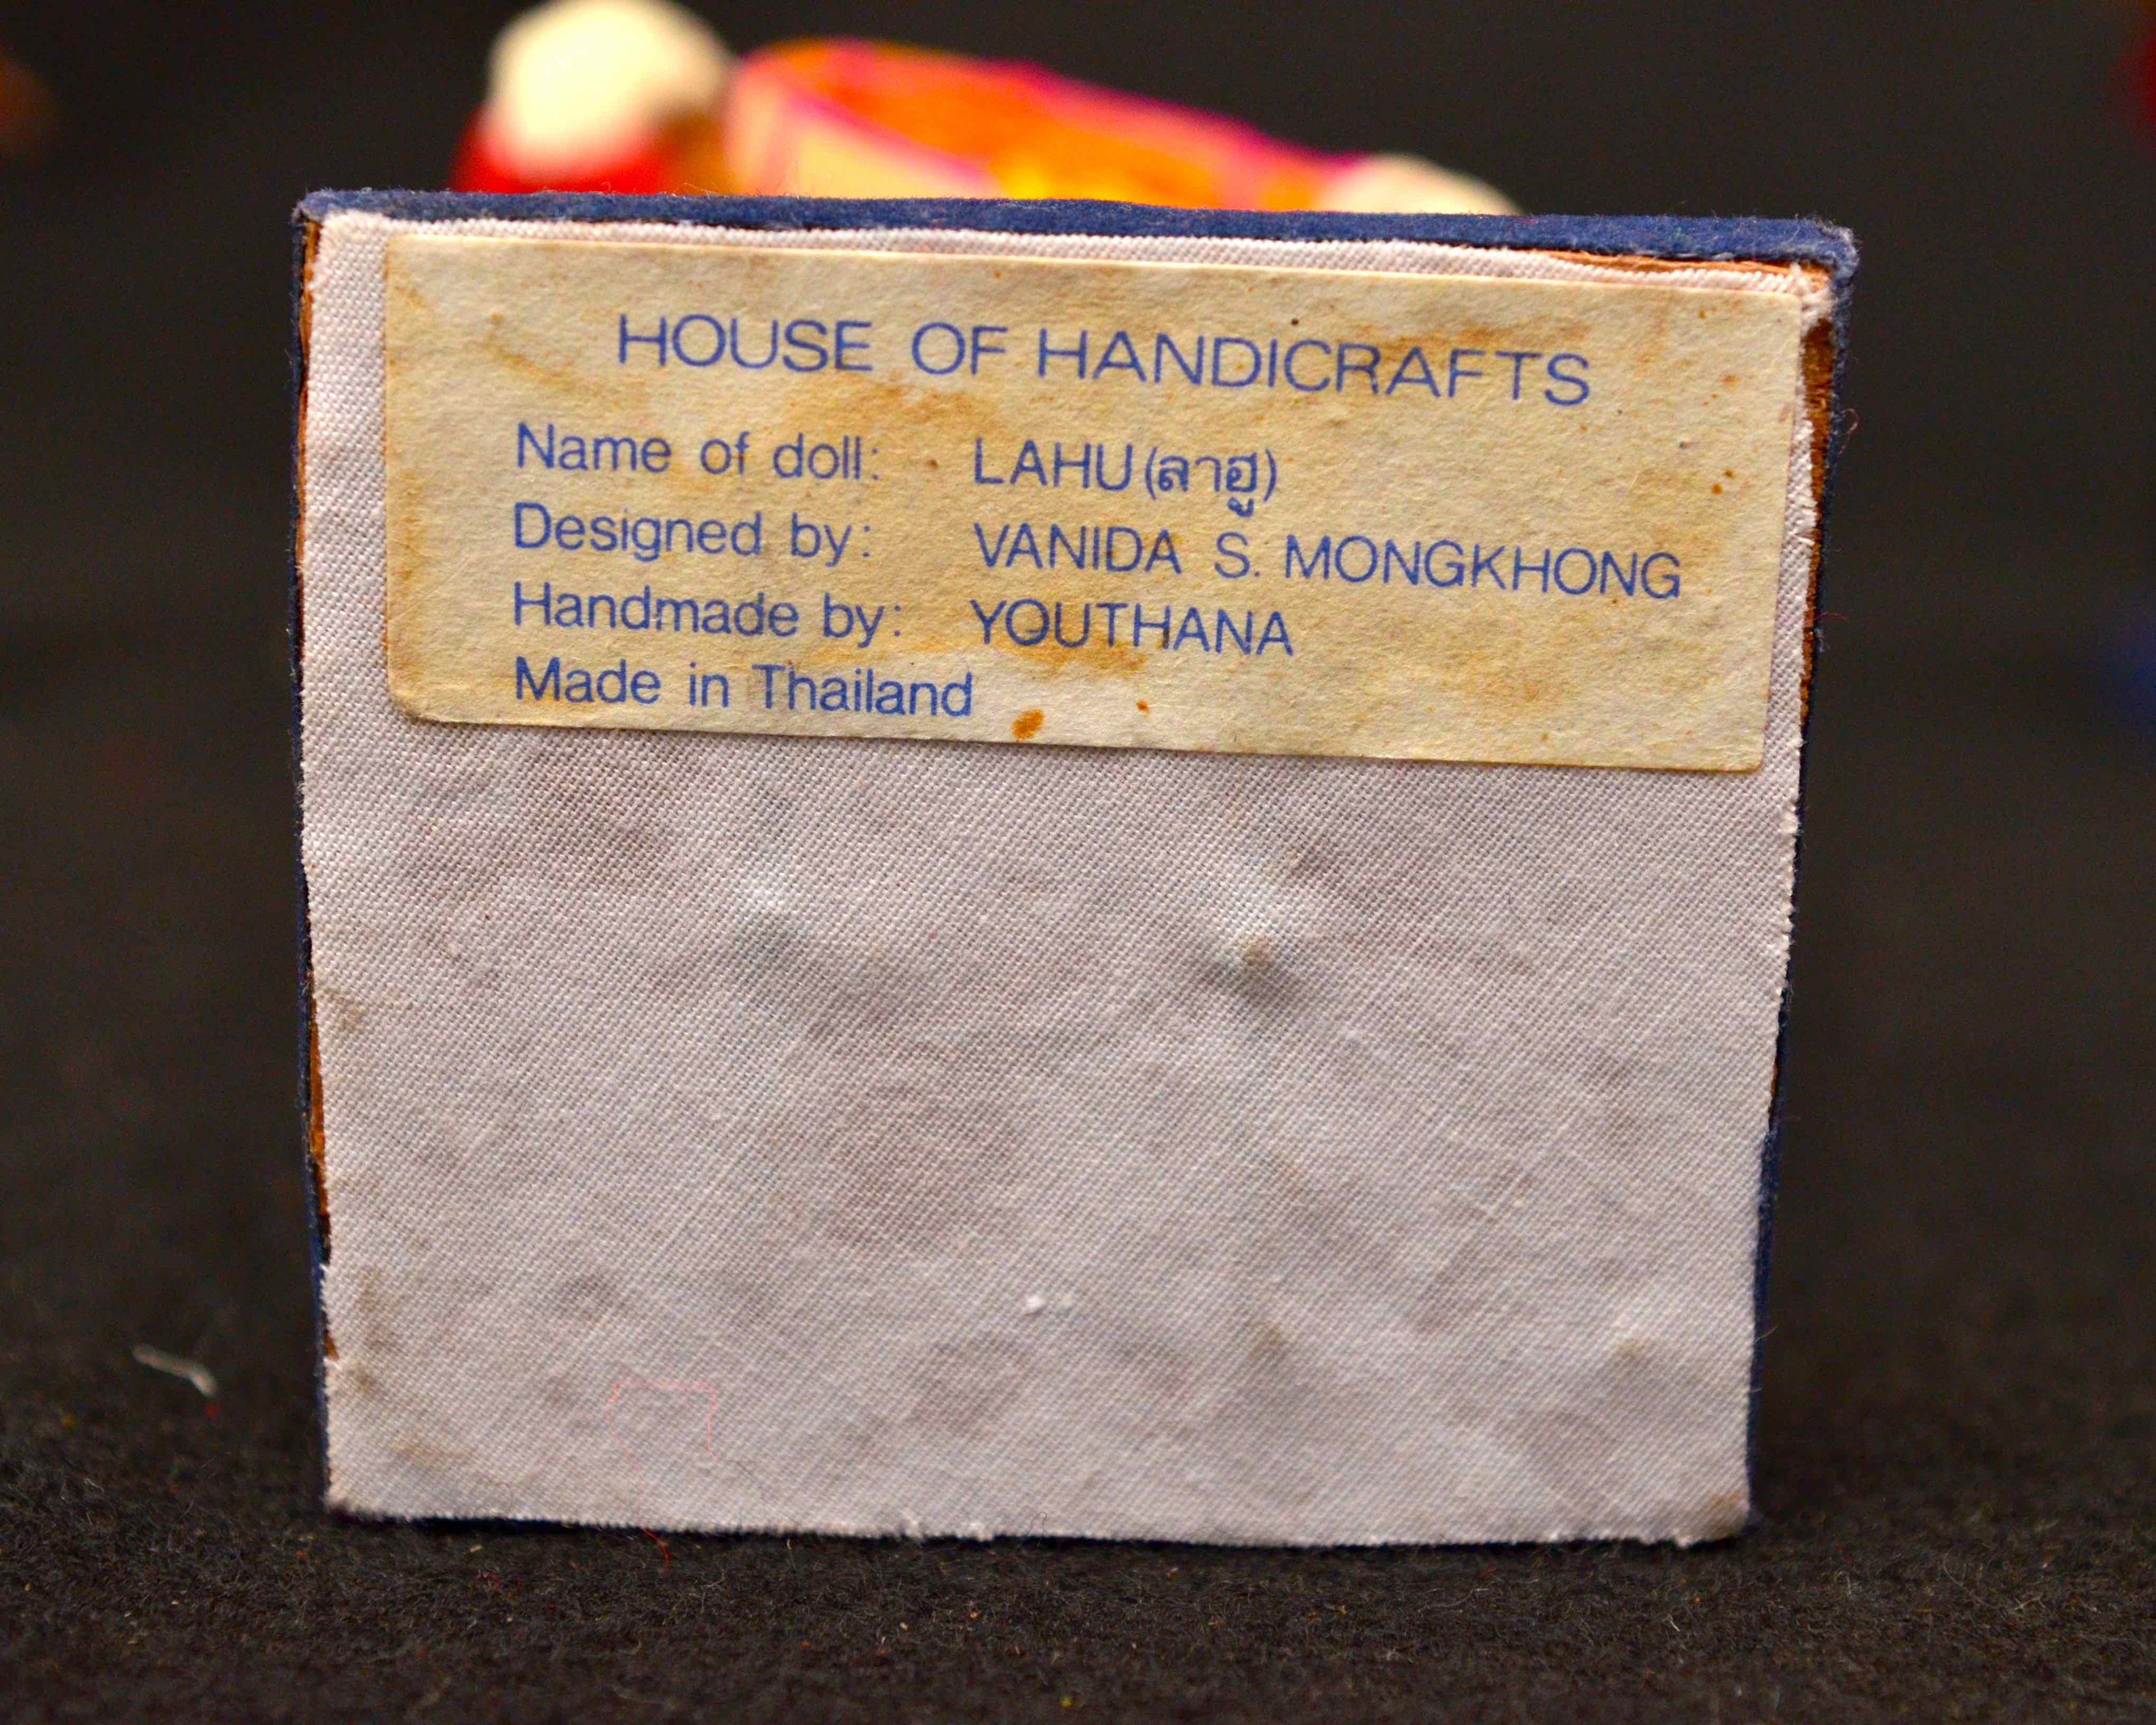 HOUSE OF HANDICRAFTS
Name of doll: LAHU (ลาฮู)
Designed by: VANIDA S. MONGKHONG
Handmade by: YOUTHANA
Made in Thailand